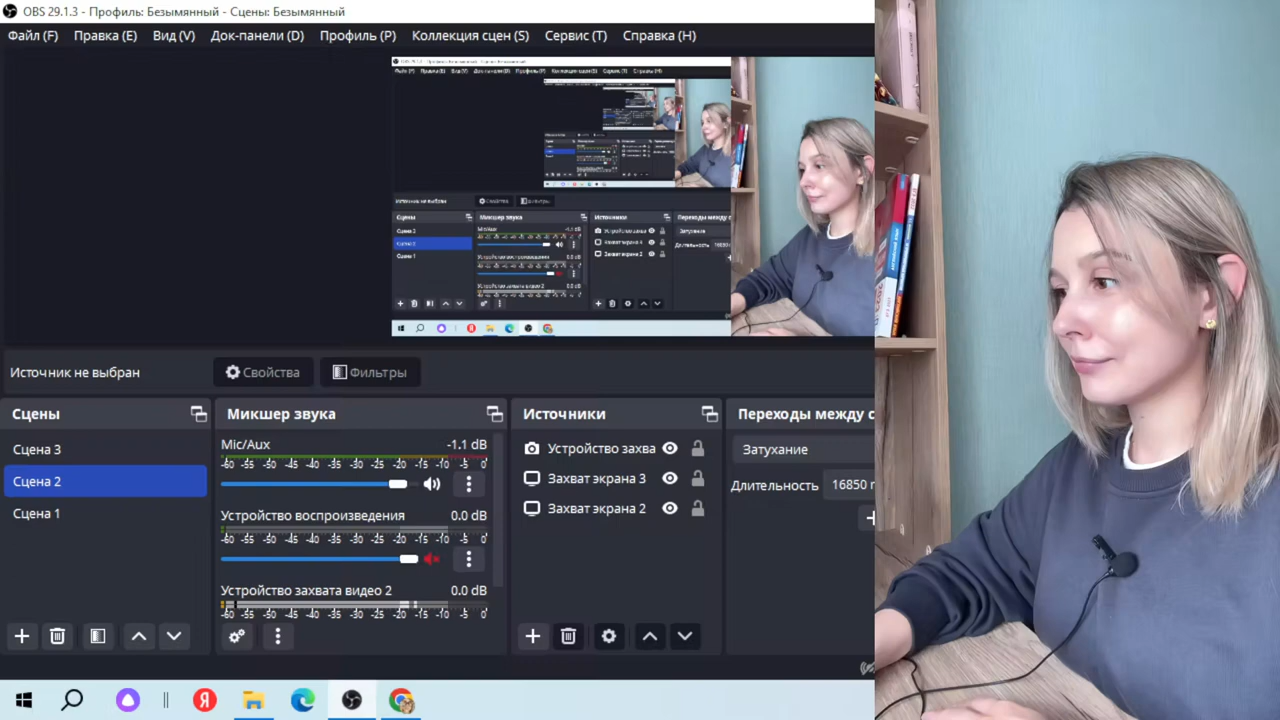 OBS 29.1.3 - Профиль: Безымянный - Сцены: Безымянный
Файл (F) Правка (E) Вид (V) Док-панели (D) Профиль (P) Коллекция сцен (S) Сервис (T) Справка (H)
Источник не выбран
Свойства
Фильтры
Сцены
Сцена 3
Сцена 2
Сцена 1
Микшер звука
Mic/Aux -1.1 dB
-60 -55 -50 -45 -40 -35 -30 -25 -20 -15 -10 -5 0
Устройство воспроизведения 0.0 dB
-60 -55 -50 -45 -40 -35 -30 -25 -20 -15 -10 -5 0
Устройство захвата видео 2 0.0 dB
-60 -55 -50 -45 -40 -35 -30 -25 -20 -15 -10 -5 0
Источники
Устройство захва
Захват экрана 3
Захват экрана 2
Переходы между с
Затухание
Длительность 16850